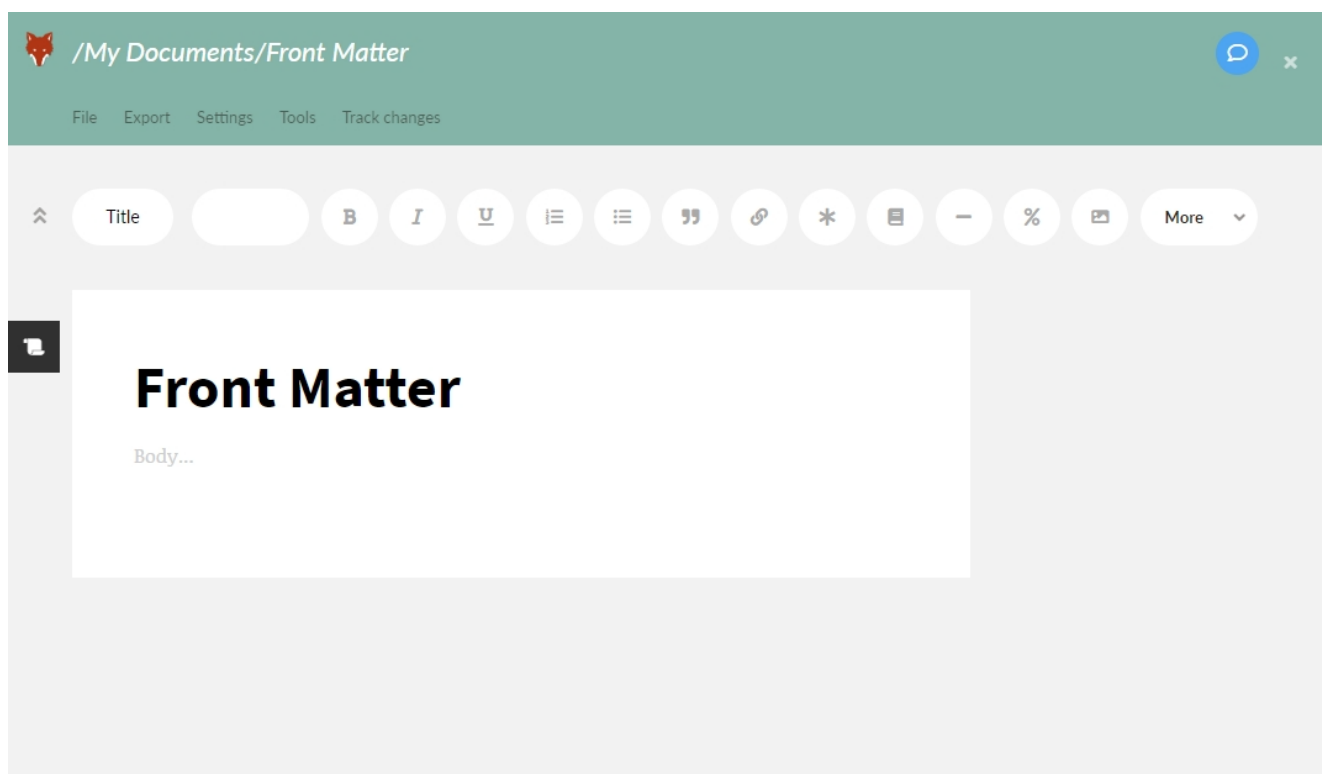 /My Documents/Front Matter
File Export Settings Tools Track changes
Title B I U More
Front Matter
Body...